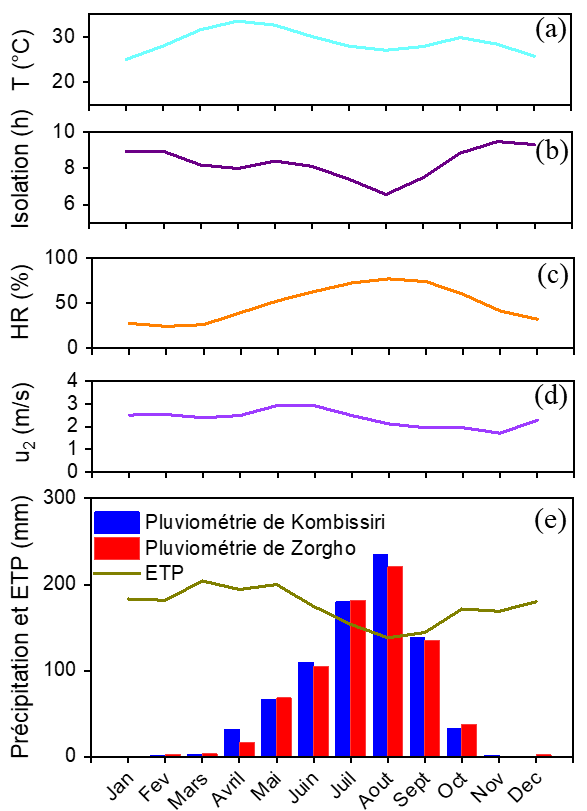 (a)
T (°C)
30
20
(b)
Isolation (h)
10
8
6
(c)
HR (%)
100
50
0
(d)
u2 (m/s)
4
3
2
1
0
(e)
Précipitation et ETP (mm)
300
200
100
0
Pluviométrie de Kombissiri
Pluviométrie de Zorgho
ETP
Jan Fev Mars Avril Mai Juin Juil Aout Sept Oct Nov Dec